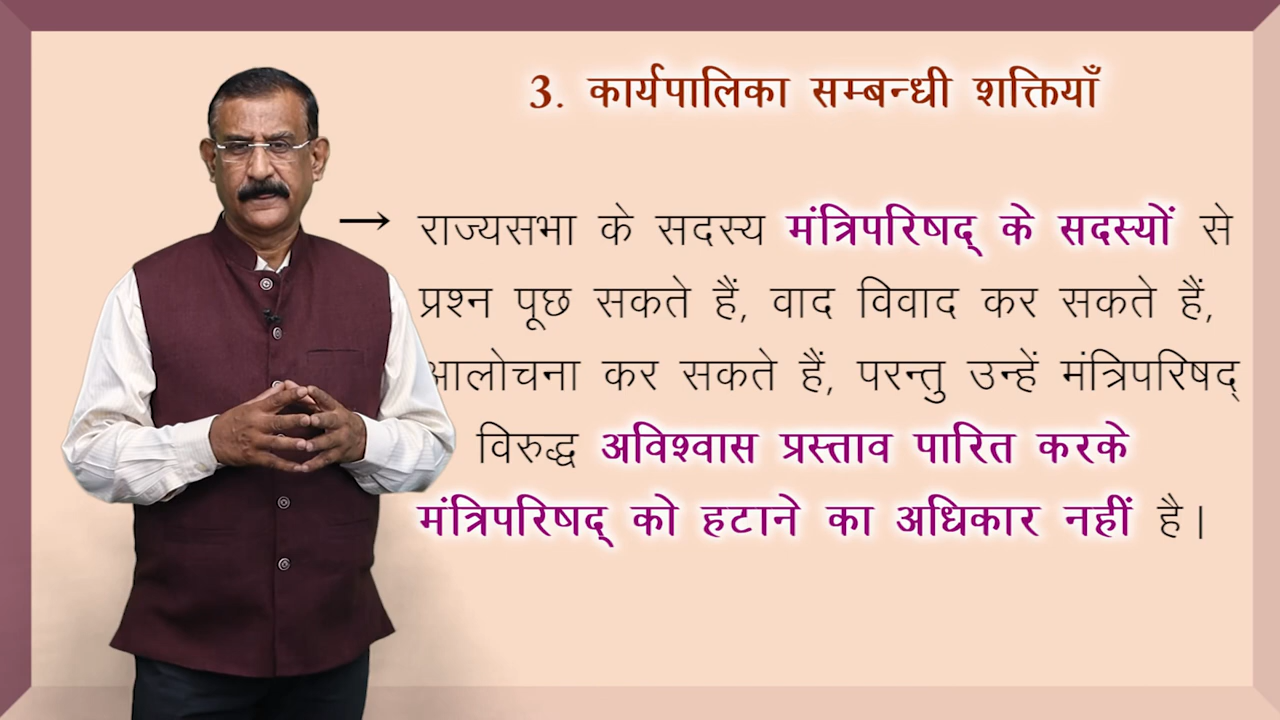 3. कार्यपालिका सम्बन्धी शक्तियाँ
→ राज्यसभा के सदस्य मंत्रिपरिषद् के सदस्यों से
प्रश्न पूछ सकते हैं, वाद विवाद कर सकते हैं,
आलोचना कर सकते हैं, परन्तु उन्हें मंत्रिपरिषद्
विरुद्ध अविश्वास प्रस्ताव पारित करके
मंत्रिपरिषद् को हटाने का अधिकार नहीं है।